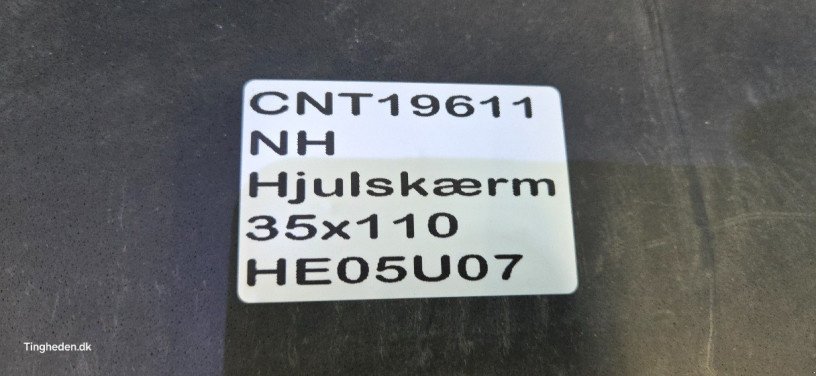 CNT19611
NH
Hjulskærm
35x110
HE05U07
Tingheden.dk